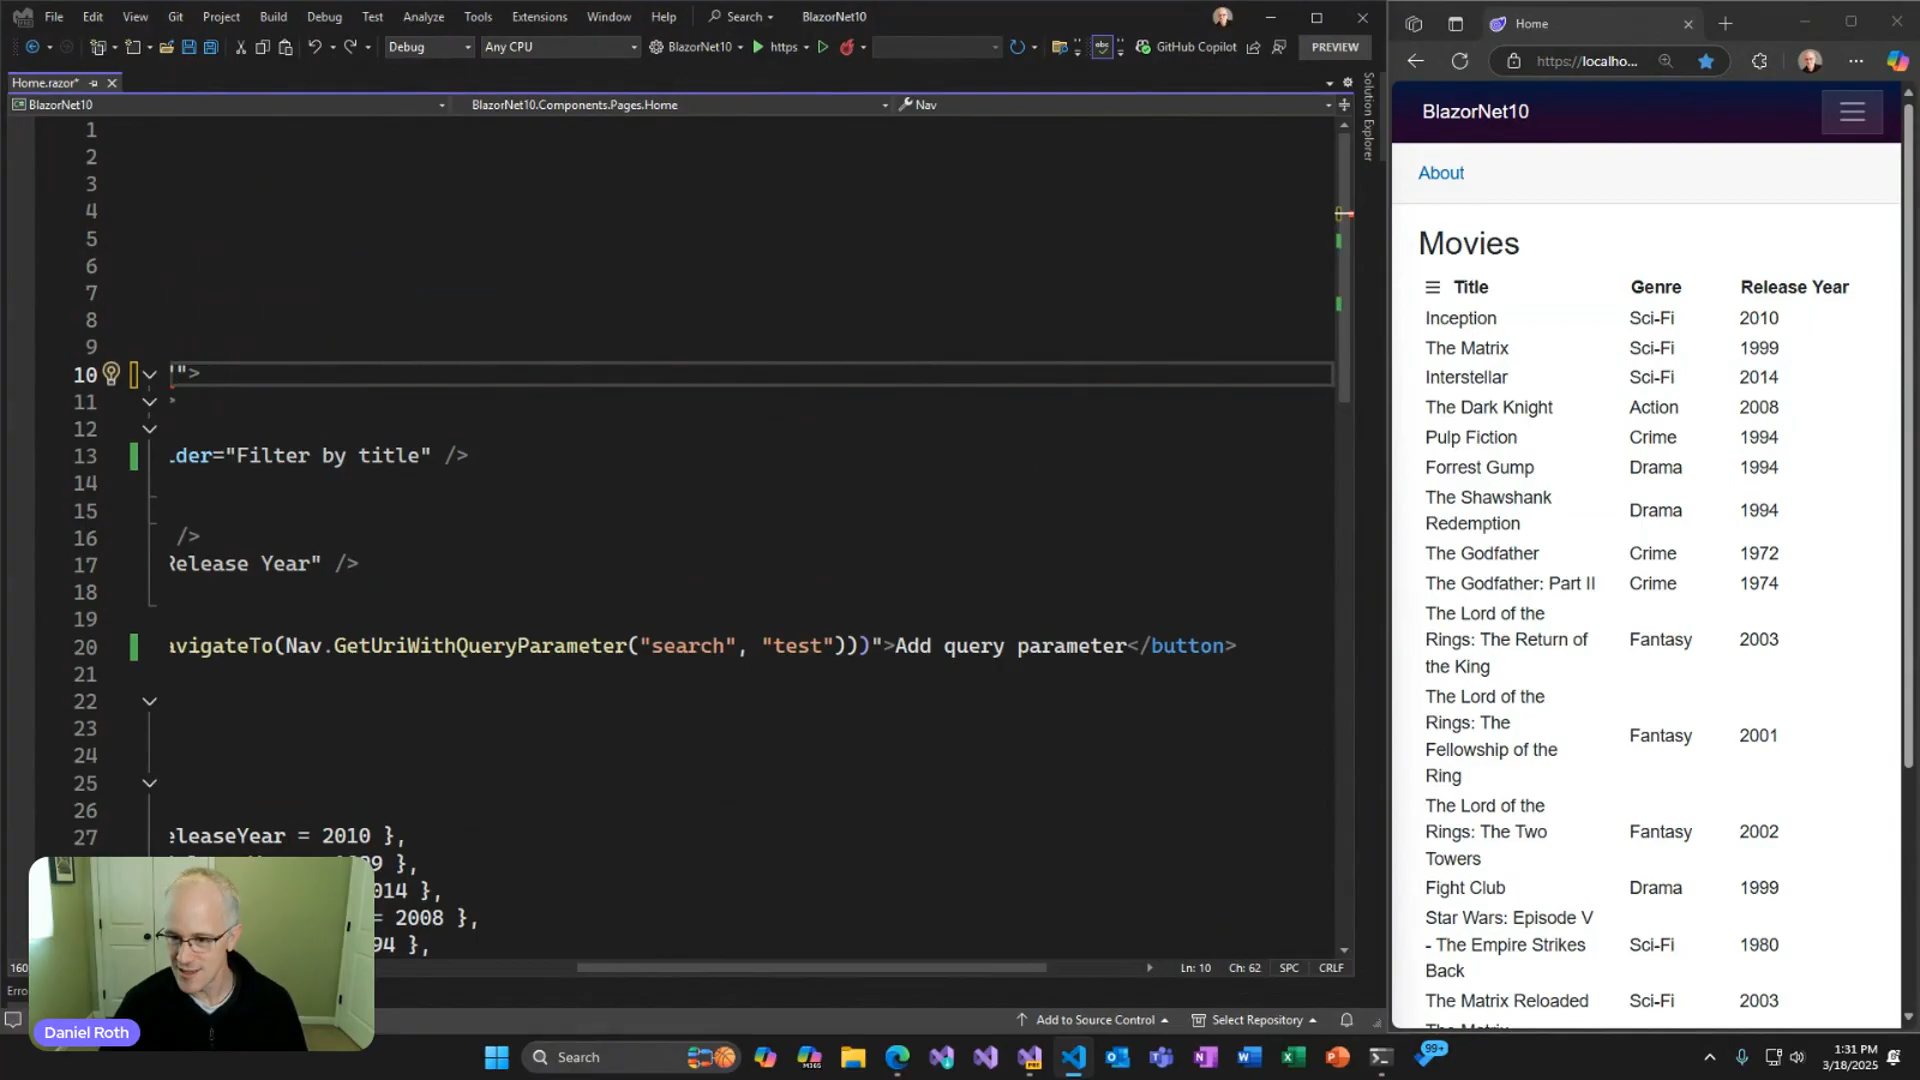 File Edit View Git Project Build Debug Test Analyze Tools Extensions Window Help Search BlazorNet10
Debug Any CPU BlazorNet10 https GitHub Copilot PREVIEW
Home.razor*
BlazorNet10 BlazorNet10.Components.Pages.Home Nav
Solution Explorer
1
2
3
4
5
6
7
8
9
10 '">
11 >
12
13 der="Filter by title" />
14
15
16 />
17 Release Year" />
18
19
20 avigateTo(Nav.GetUriWithQueryParameter("search", "test")))">Add query parameter</button>
21
22
23
24
25
26
27 eleaseYear = 2010 },
},
014 },
= 2008 },
94 },
160
Ln: 10 Ch: 62 SPC CRLF
Erro
Add to Source Control Select Repository
Daniel Roth
Home
https://localho...
BlazorNet10
About
Movies
Title Genre Release Year
Inception Sci-Fi 2010
The Matrix Sci-Fi 1999
Interstellar Sci-Fi 2014
The Dark Knight Action 2008
Pulp Fiction Crime 1994
Forrest Gump Drama 1994
The Shawshank
Redemption Drama 1994
The Godfather Crime 1972
The Godfather: Part II Crime 1974
The Lord of the
Rings: The Return of Fantasy 2003
the King
The Lord of the
Rings: The
Fellowship of the Fantasy 2001
Ring
The Lord of the
Rings: The Two Fantasy 2002
Towers
Fight Club Drama 1999
Star Wars: Episode V
- The Empire Strikes Sci-Fi 1980
Back
The Matrix Reloaded Sci-Fi 2003
Search
M365
PRE
99+
1:31 PM
3/18/2025